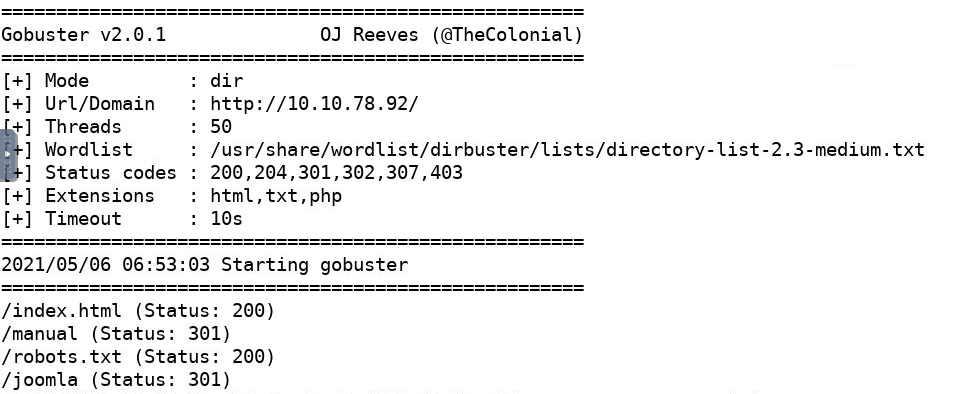 =====================================================
Gobuster v2.0.1              OJ Reeves (@TheColonial)
=====================================================
[+] Mode         : dir
[+] Url/Domain   : http://10.10.78.92/
[+] Threads      : 50
[+] Wordlist     : /usr/share/wordlist/dirbuster/lists/directory-list-2.3-medium.txt
[+] Status codes : 200,204,301,302,307,403
[+] Extensions   : html,txt,php
[+] Timeout      : 10s
=====================================================
2021/05/06 06:53:03 Starting gobuster
=====================================================
/index.html (Status: 200)
/manual (Status: 301)
/robots.txt (Status: 200)
/joomla (Status: 301)